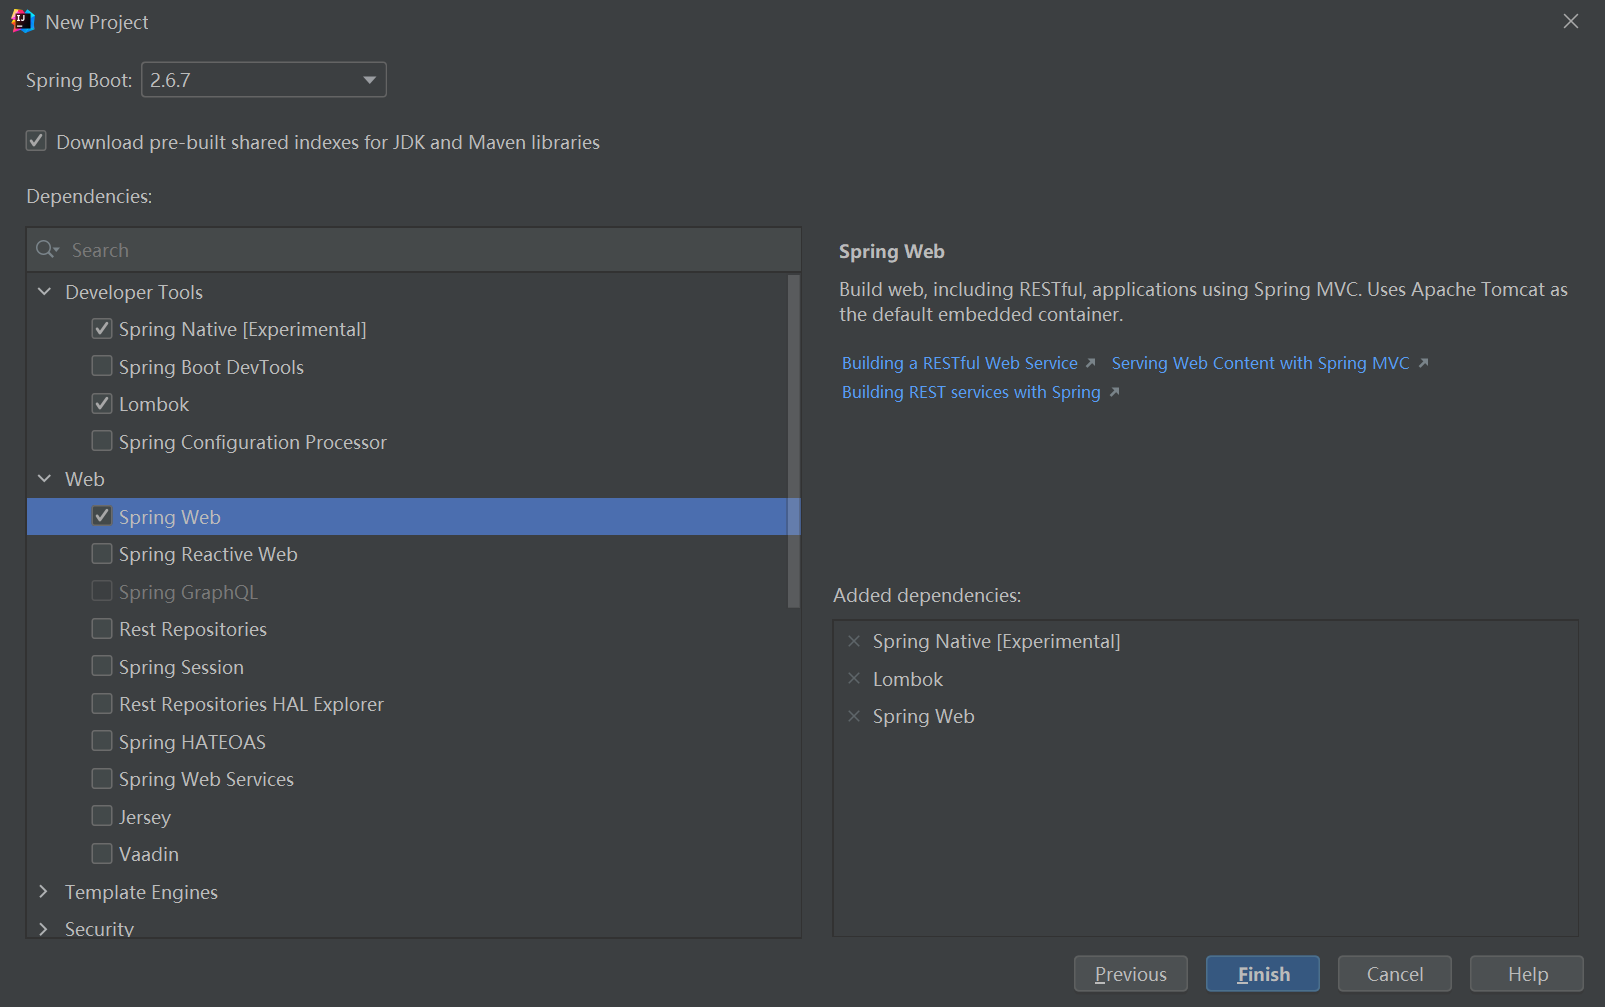 New Project
Spring Boot: 2.6.7
Download pre-built shared indexes for JDK and Maven libraries
Dependencies:
Search
Developer Tools
Spring Native [Experimental]
Spring Boot DevTools
Lombok
Spring Configuration Processor
Web
Spring Web
Spring Reactive Web
Spring GraphQL
Rest Repositories
Spring Session
Rest Repositories HAL Explorer
Spring HATEOAS
Spring Web Services
Jersey
Vaadin
Template Engines
Security
Spring Web
Build web, including RESTful, applications using Spring MVC. Uses Apache Tomcat as
the default embedded container.
Building a RESTful Web Service Serving Web Content with Spring MVC
Building REST services with Spring
Added dependencies:
Spring Native [Experimental]
Lombok
Spring Web
Previous Finish Cancel Help